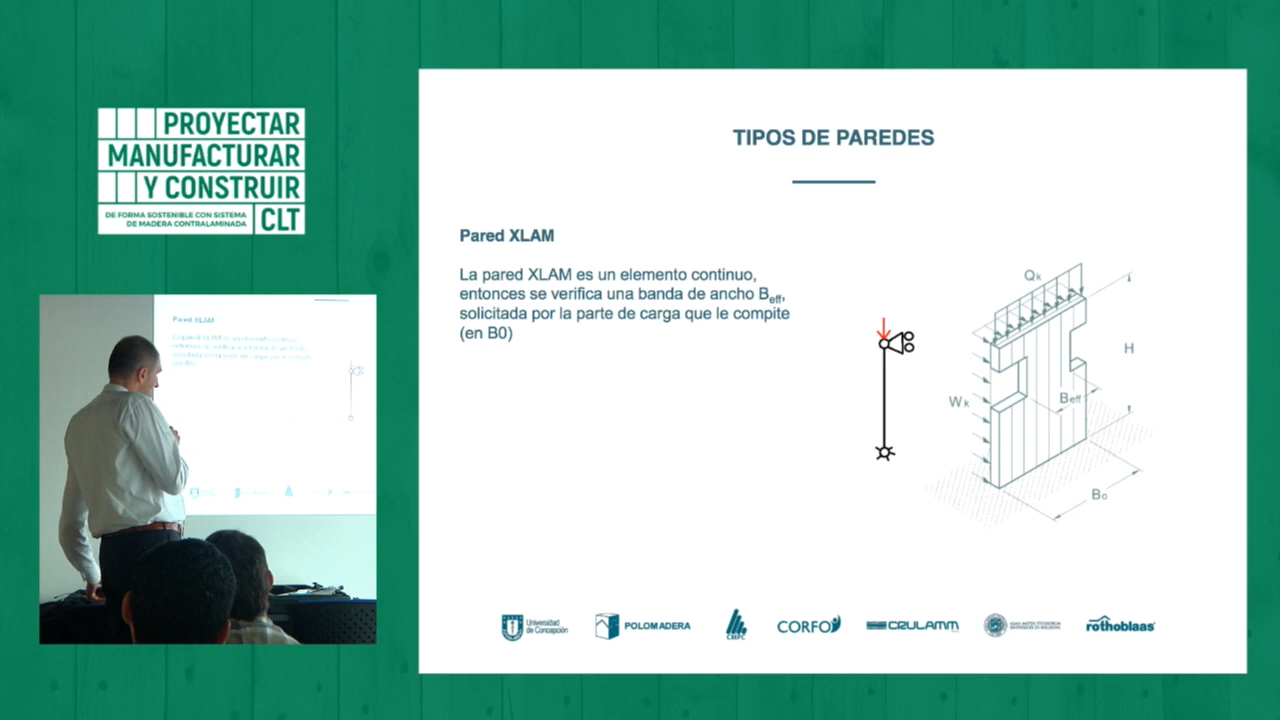 PROYECTAR
MANUFACTURAR
Y CONSTRUIR
DE FORMA SOSTENIBLE CON SISTEMA
DE MADERA CONTRALAMINADA
CLT
TIPOS DE PAREDES
Pared XLAM
La pared XLAM es un elemento continuo,
entonces se verifica una banda de ancho Beff,
solicitada por la parte de carga que le compite
(en B0)
Qk
H
Wk
Beff
B0
Pared XLAM
Universidad
de Concepción
POLOMADERA
CMPC
CORFO
CRULAMM
rothoblaas